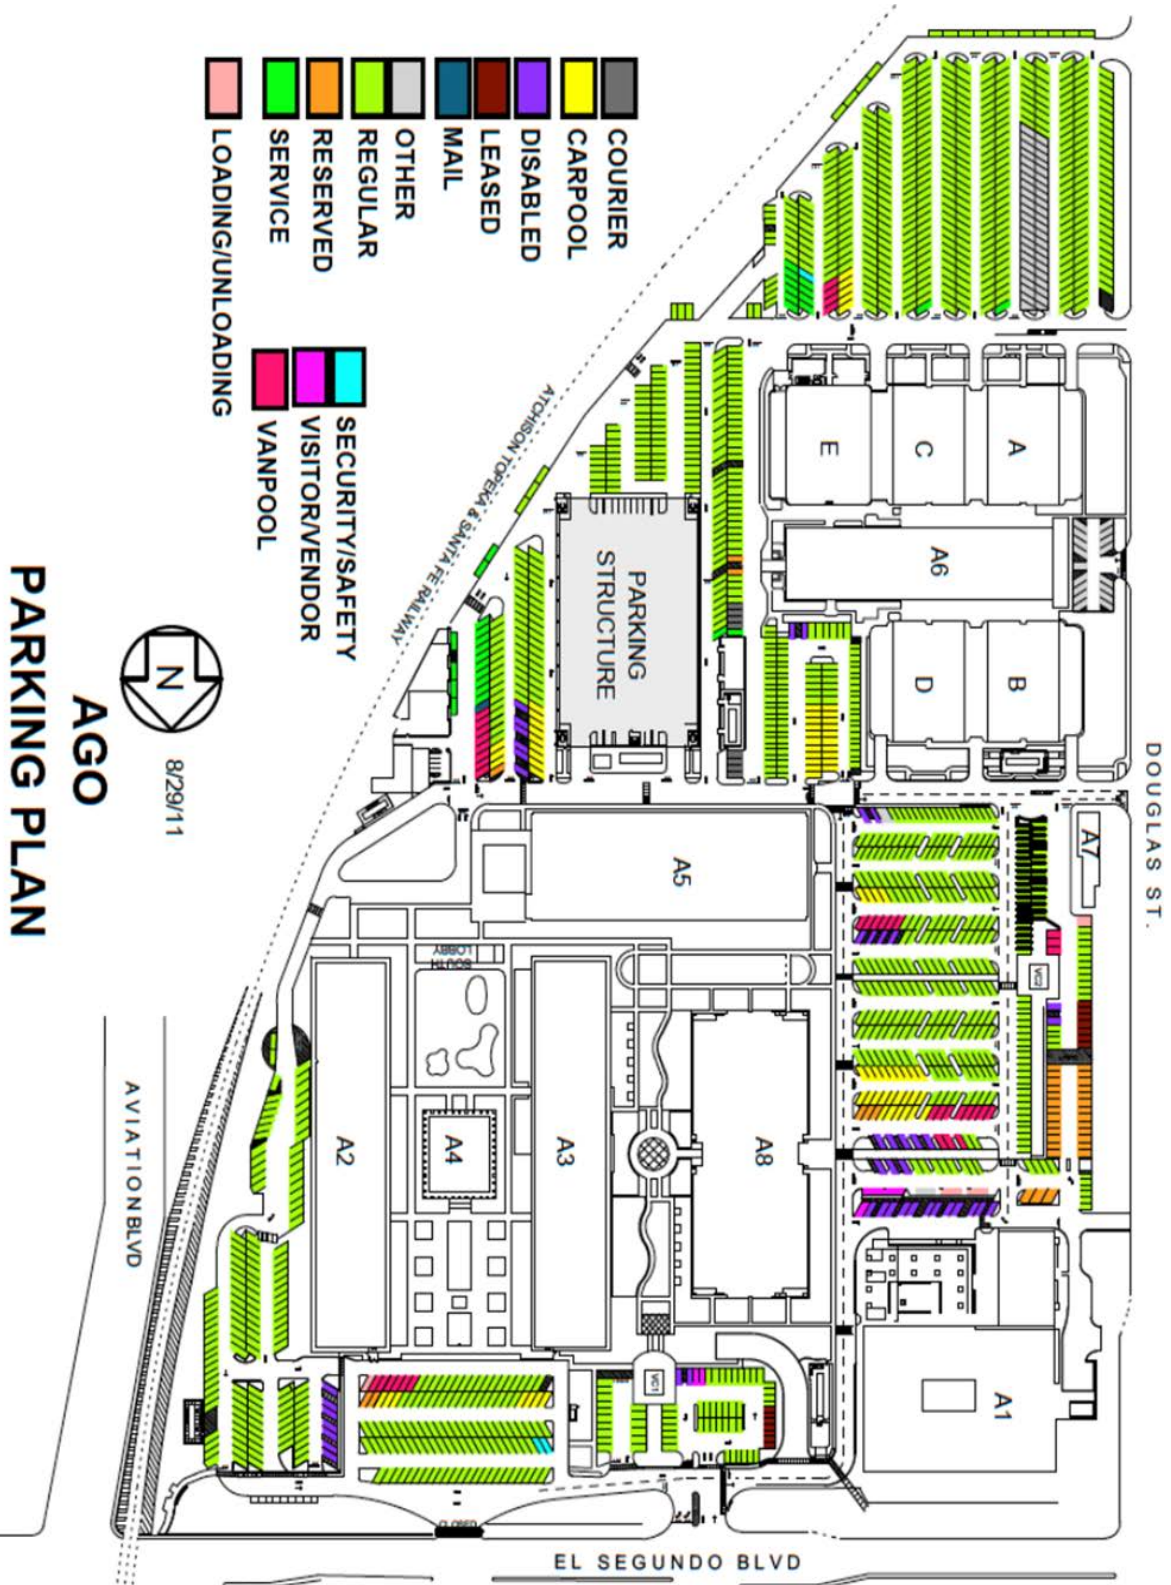 AGO
PARKING PLAN
8/29/11
N
COURIER
CARPOOL
DISABLED
LEASED
MAIL
OTHER
REGULAR
RESERVED
SERVICE
LOADING/UNLOADING
SECURITY/SAFETY
VISITOR/VENDOR
VANPOOL
ATCHISON TOPEKA & SANTA FE RAILWAY
DOUGLAS ST.
AVIATION BLVD
EL SEGUNDO BLVD
A
C
E
A6
B
D
PARKING
STRUCTURE
A7
A5
VC2
SOUTH
LOBBY
A2
A4
A3
A8
VC1
A1
CLOSED